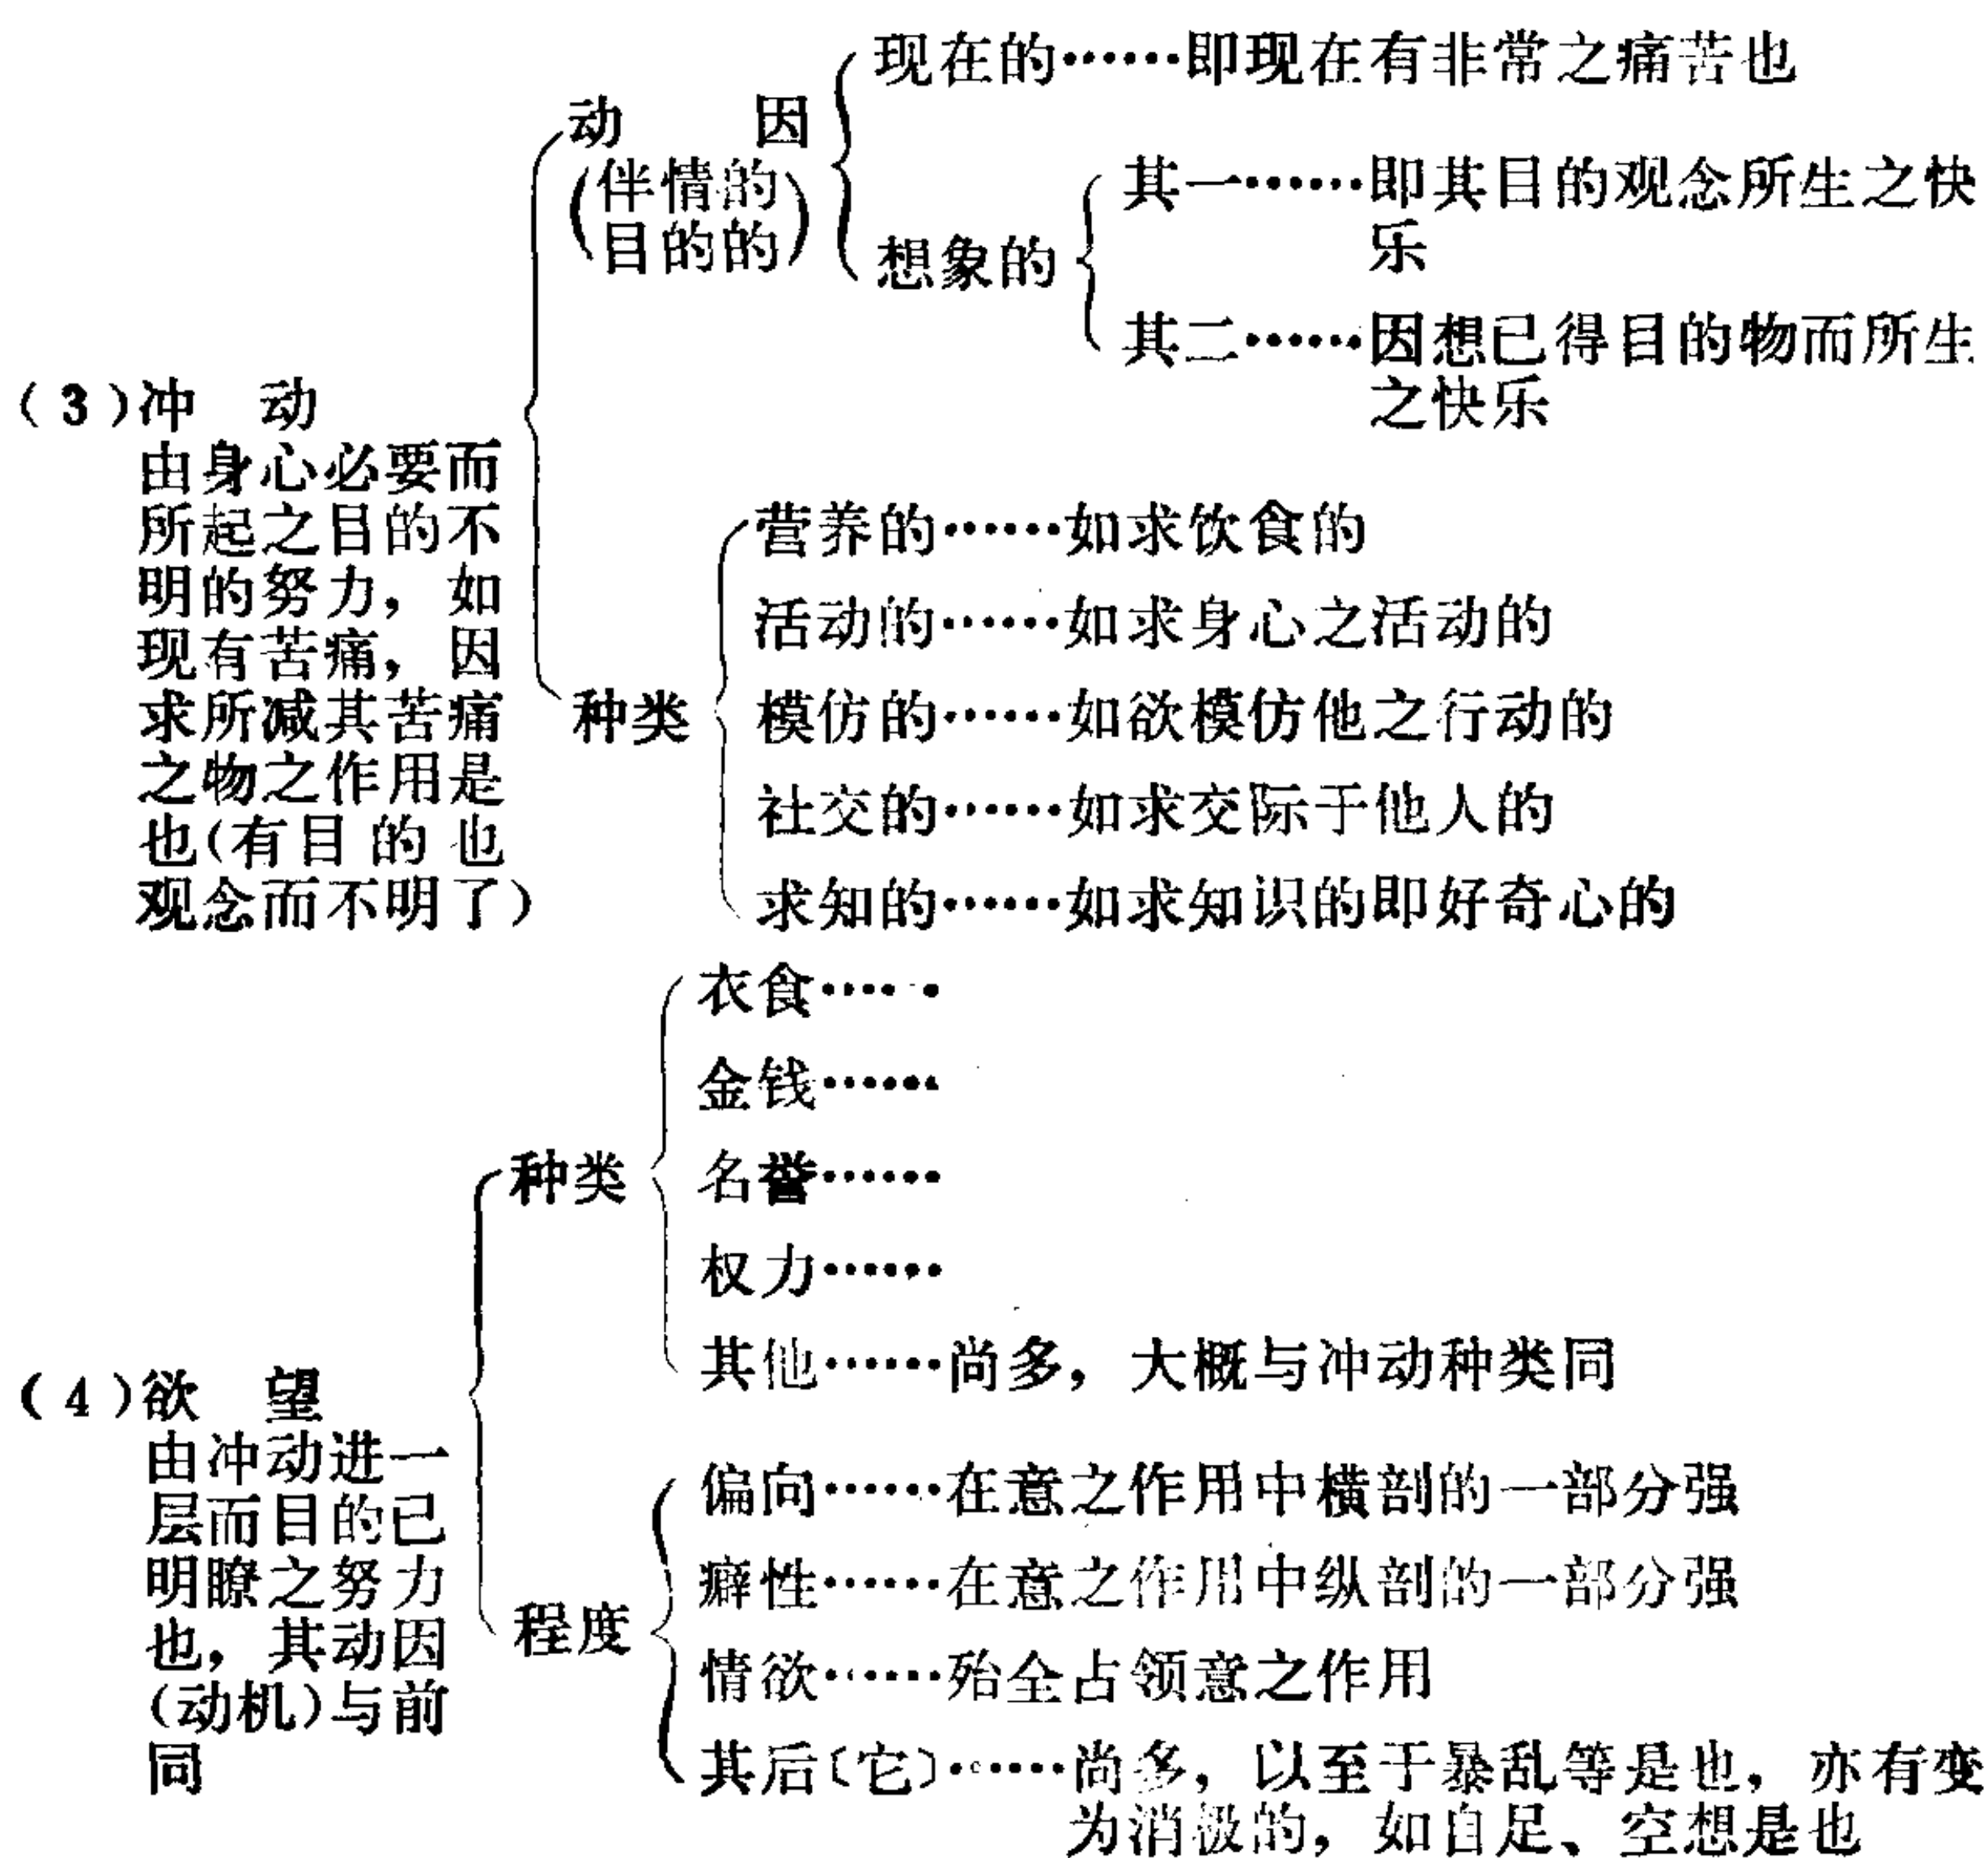 现在的……即现在有非常之痛苦也
动　　因
(伴情的
目的的)
想象的
其一……即其目的观念所生之快
乐
其二……因想已得目的物而所生
之快乐
(3)冲　动
由身心必要而
所起之目的不
明的努力，如
现有苦痛，因
求所减其苦痛
之物之作用是
也(有目的也
观念而不明了)
种类
营养的……如求饮食的
活动的……如求身心之活动的
模仿的……如欲模仿他之行动的
社交的……如求交际于他人的
求知的……如求知识的即好奇心的
(4)欲　望
由冲动进一
层而目的已
明瞭之努力
也，其动因
(动机)与前
同
种类
衣食……
金钱……
名誉……
权力……
其他……尚多，大概与冲动种类同
程度
偏向……在意之作用中横剖的一部分强
癖性……在意之作用中纵剖的一部分强
情欲……殆全占领意之作用
其后〔它〕……尚多，以至于暴乱等是也，亦有变
为消极的，如自足、空想是也